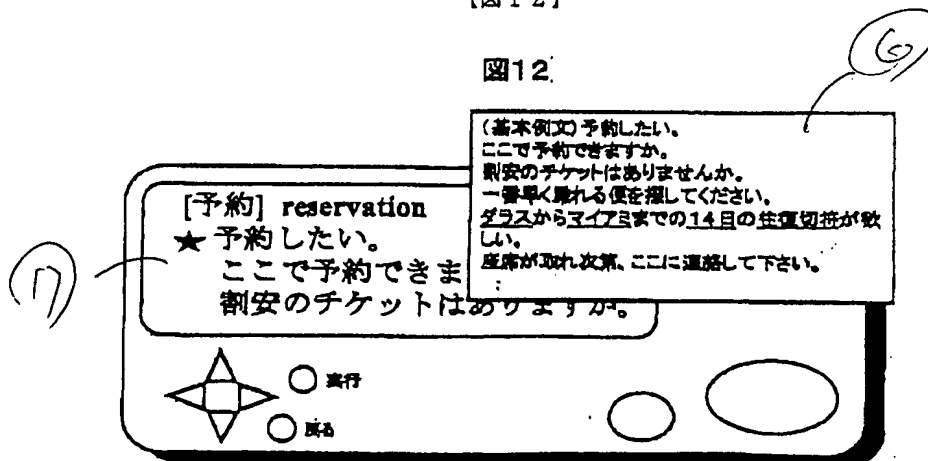 【図12】
図12
6
(基本例文)予約したい。
ここで予約できますか。
割安のチケットはありませんか。
一番早く乗れる便を探してください。
ダラスからマイアミまでの14日の往復切符が欲
しい。
座席が取れ次第、ここに連絡して下さい。
:
[予約] reservation
★予約したい。
ここで予約できま
割安のチケットはありますか。
17
実行
戻る